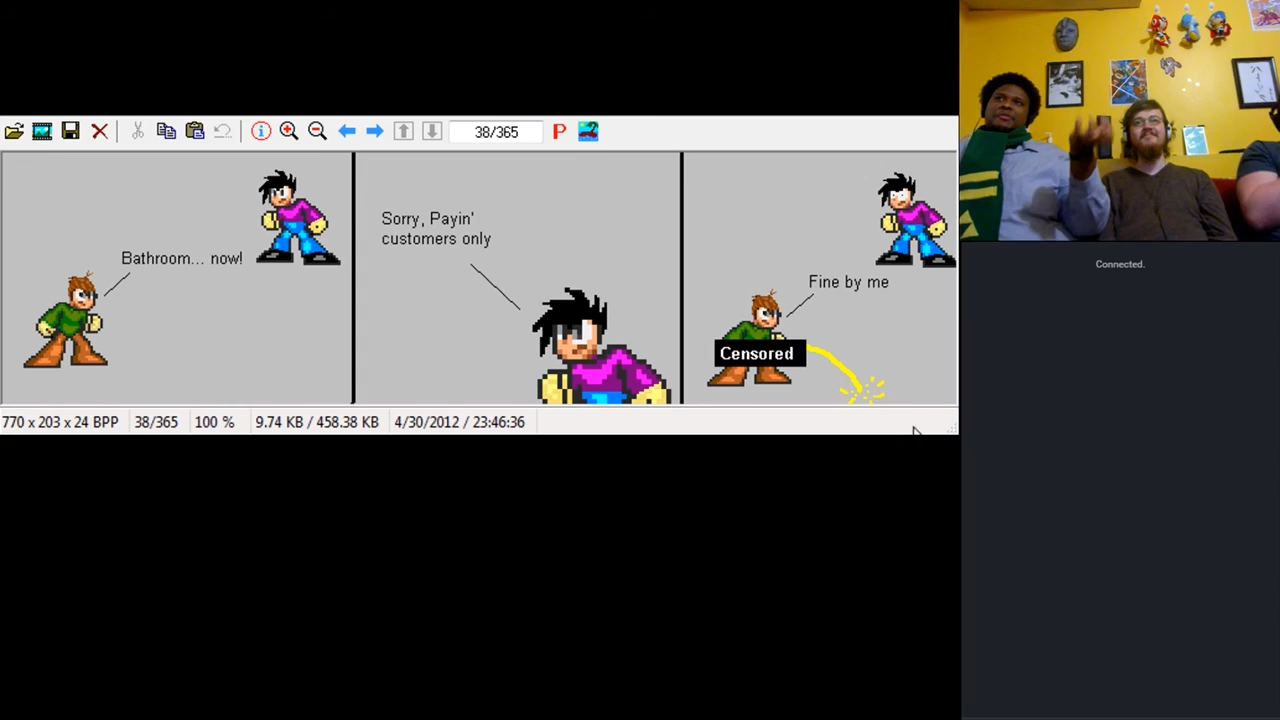 38/365
P
Bathroom... now!
Sorry, Payin'
customers only
Fine by me
Censored
770 x 203 x 24 BPP
38/365
100 %
9.74 KB / 458.38 KB
4/30/2012 / 23:46:36
Connected.